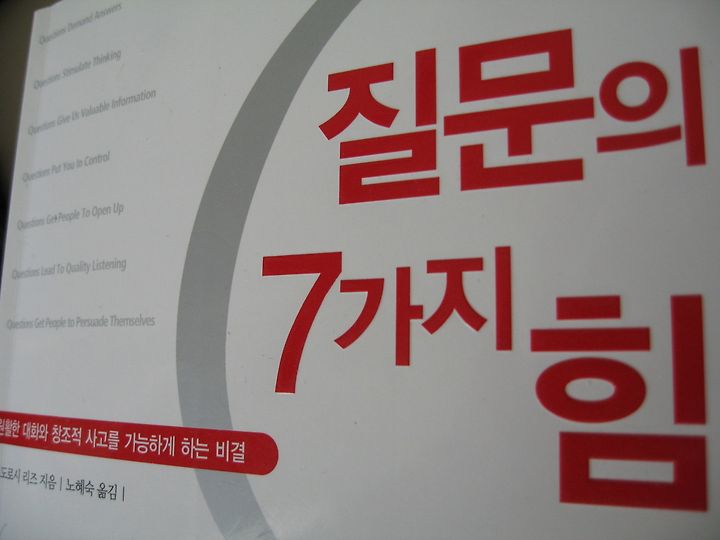 Questions Demand Answers
Questions Stimulate Thinking
Questions Give Us Valuable Information
Questions Put You In Control
Questions Get People To Open Up
Questions Lead To Quality Listening
Questions Get People to Persuade Themselves
질문의
7가지
힘
원활한 대화와 창조적 사고를 가능하게 하는 비결
도로시 리즈 지음 | 노혜숙 옮김 |